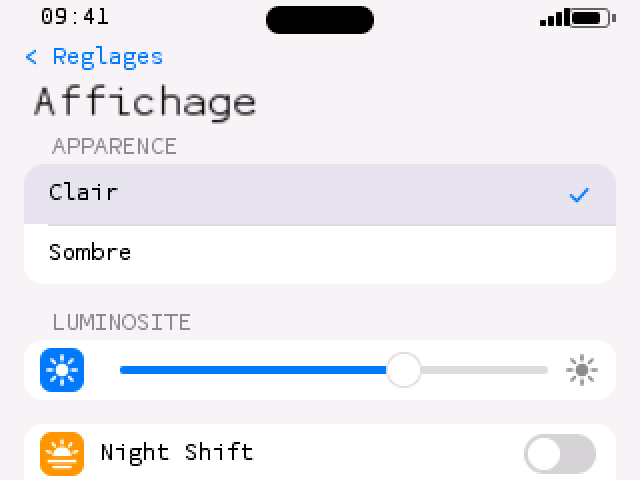 09:41
< Reglages
Affichage
APPARENCE
Clair
Sombre
LUMINOSITE
Night Shift